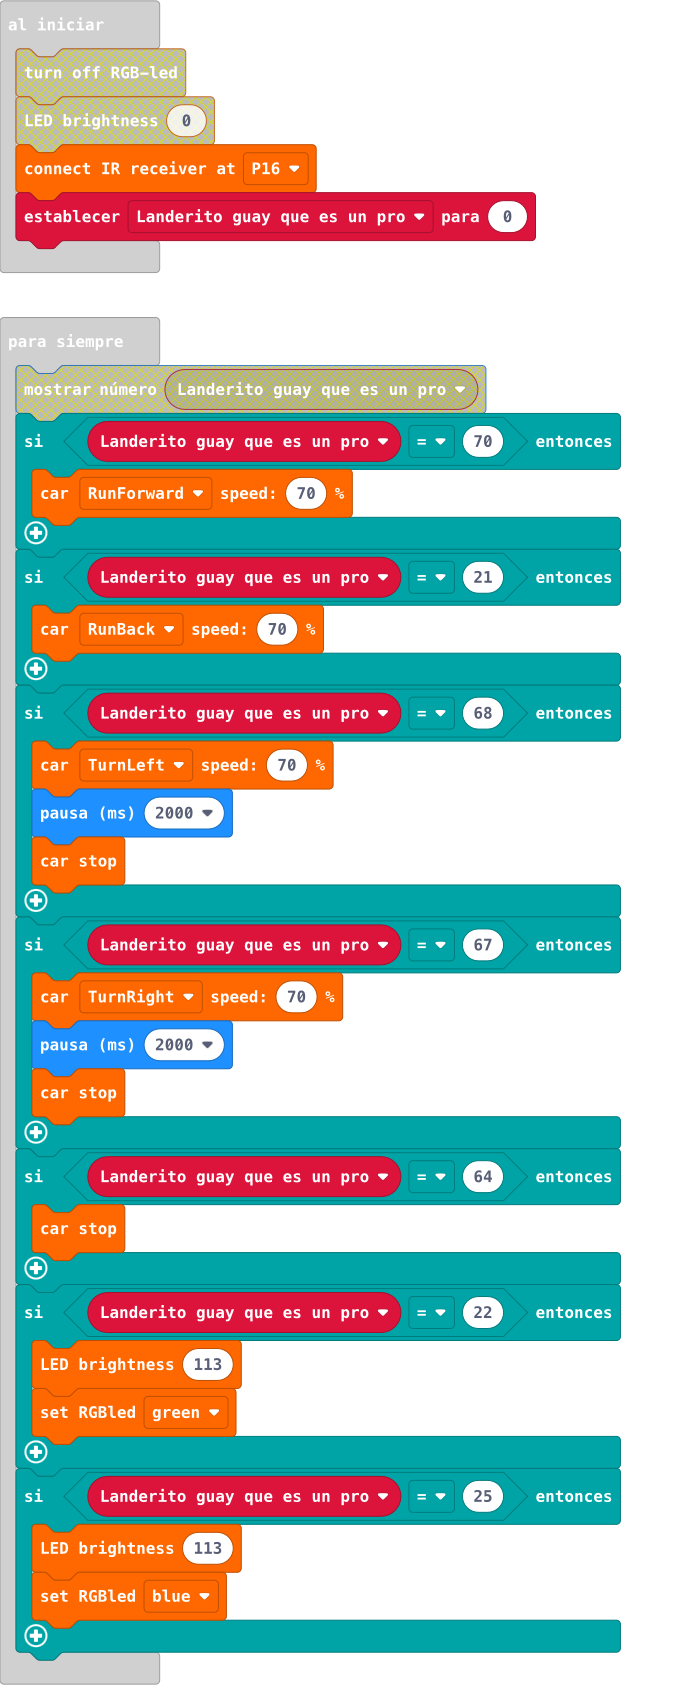 al iniciar
turn off RGB-led
LED brightness 0
connect IR receiver at P16
establecer Landerito guay que es un pro para 0
para siempre
mostrar número Landerito guay que es un pro
si Landerito guay que es un pro = 70 entonces
car RunForward speed: 70 %
si Landerito guay que es un pro = 21 entonces
car RunBack speed: 70 %
si Landerito guay que es un pro = 68 entonces
car TurnLeft speed: 70 %
pausa (ms) 2000
car stop
si Landerito guay que es un pro = 67 entonces
car TurnRight speed: 70 %
pausa (ms) 2000
car stop
si Landerito guay que es un pro = 64 entonces
car stop
si Landerito guay que es un pro = 22 entonces
LED brightness 113
set RGBled green
si Landerito guay que es un pro = 25 entonces
LED brightness 113
set RGBled blue